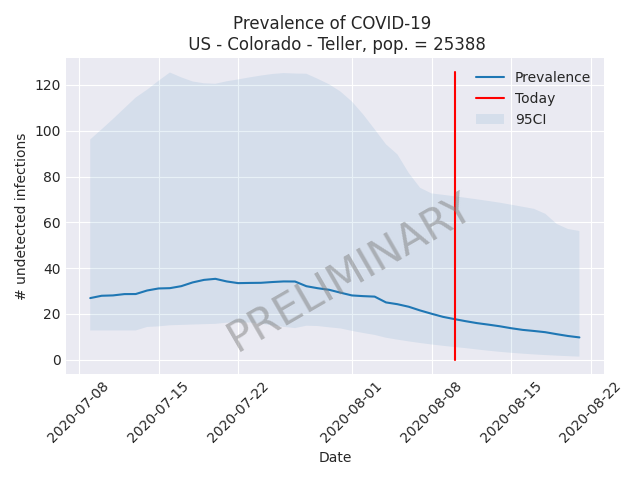 Prevalence of COVID-19
US - Colorado - Teller, pop. = 25388
Prevalence
Today
95CI
# undetected infections
120
100
80
60
40
20
0
PRELIMINARY
2020-07-08
2020-07-15
2020-07-22
2020-08-01
2020-08-08
2020-08-15
2020-08-22
Date